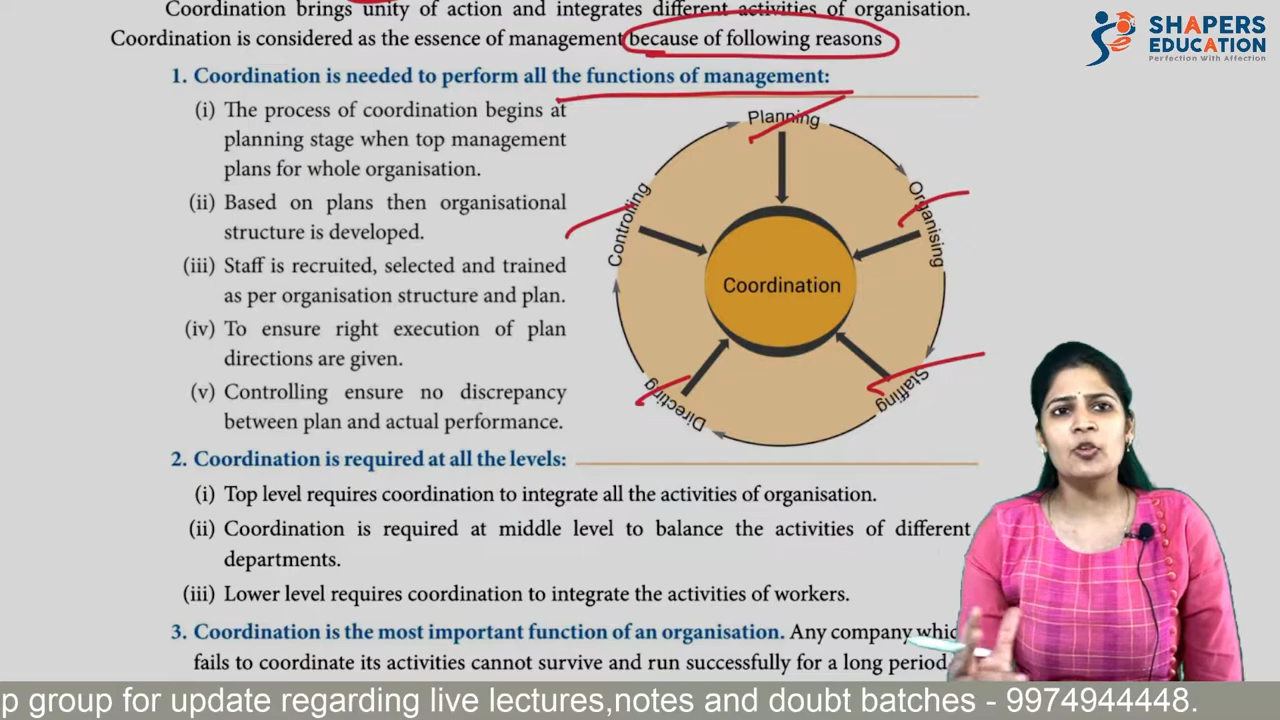 Coordination brings unity of action and integrates different activities of organisation.
Coordination is considered as the essence of management because of following reasons
1. Coordination is needed to perform all the functions of management:
(i) The process of coordination begins at
planning stage when top management
plans for whole organisation.
(ii) Based on plans then organisational
structure is developed.
(iii) Staff is recruited, selected and trained
as per organisation structure and plan.
(iv) To ensure right execution of plan
directions are given.
(v) Controlling ensure no discrepancy
between plan and actual performance.
Planning
Organising
Staffing
Directing
Controlling
Coordination
2. Coordination is required at all the levels:
(i) Top level requires coordination to integrate all the activities of organisation.
(ii) Coordination is required at middle level to balance the activities of different
departments.
(iii) Lower level requires coordination to integrate the activities of workers.
3. Coordination is the most important function of an organisation. Any company
fails to coordinate its activities cannot survive and run successfully for a long period
SHAPERS
EDUCATION
Perfection With Affection
p group for update regarding live lectures,notes and doubt batches - 9974944448.